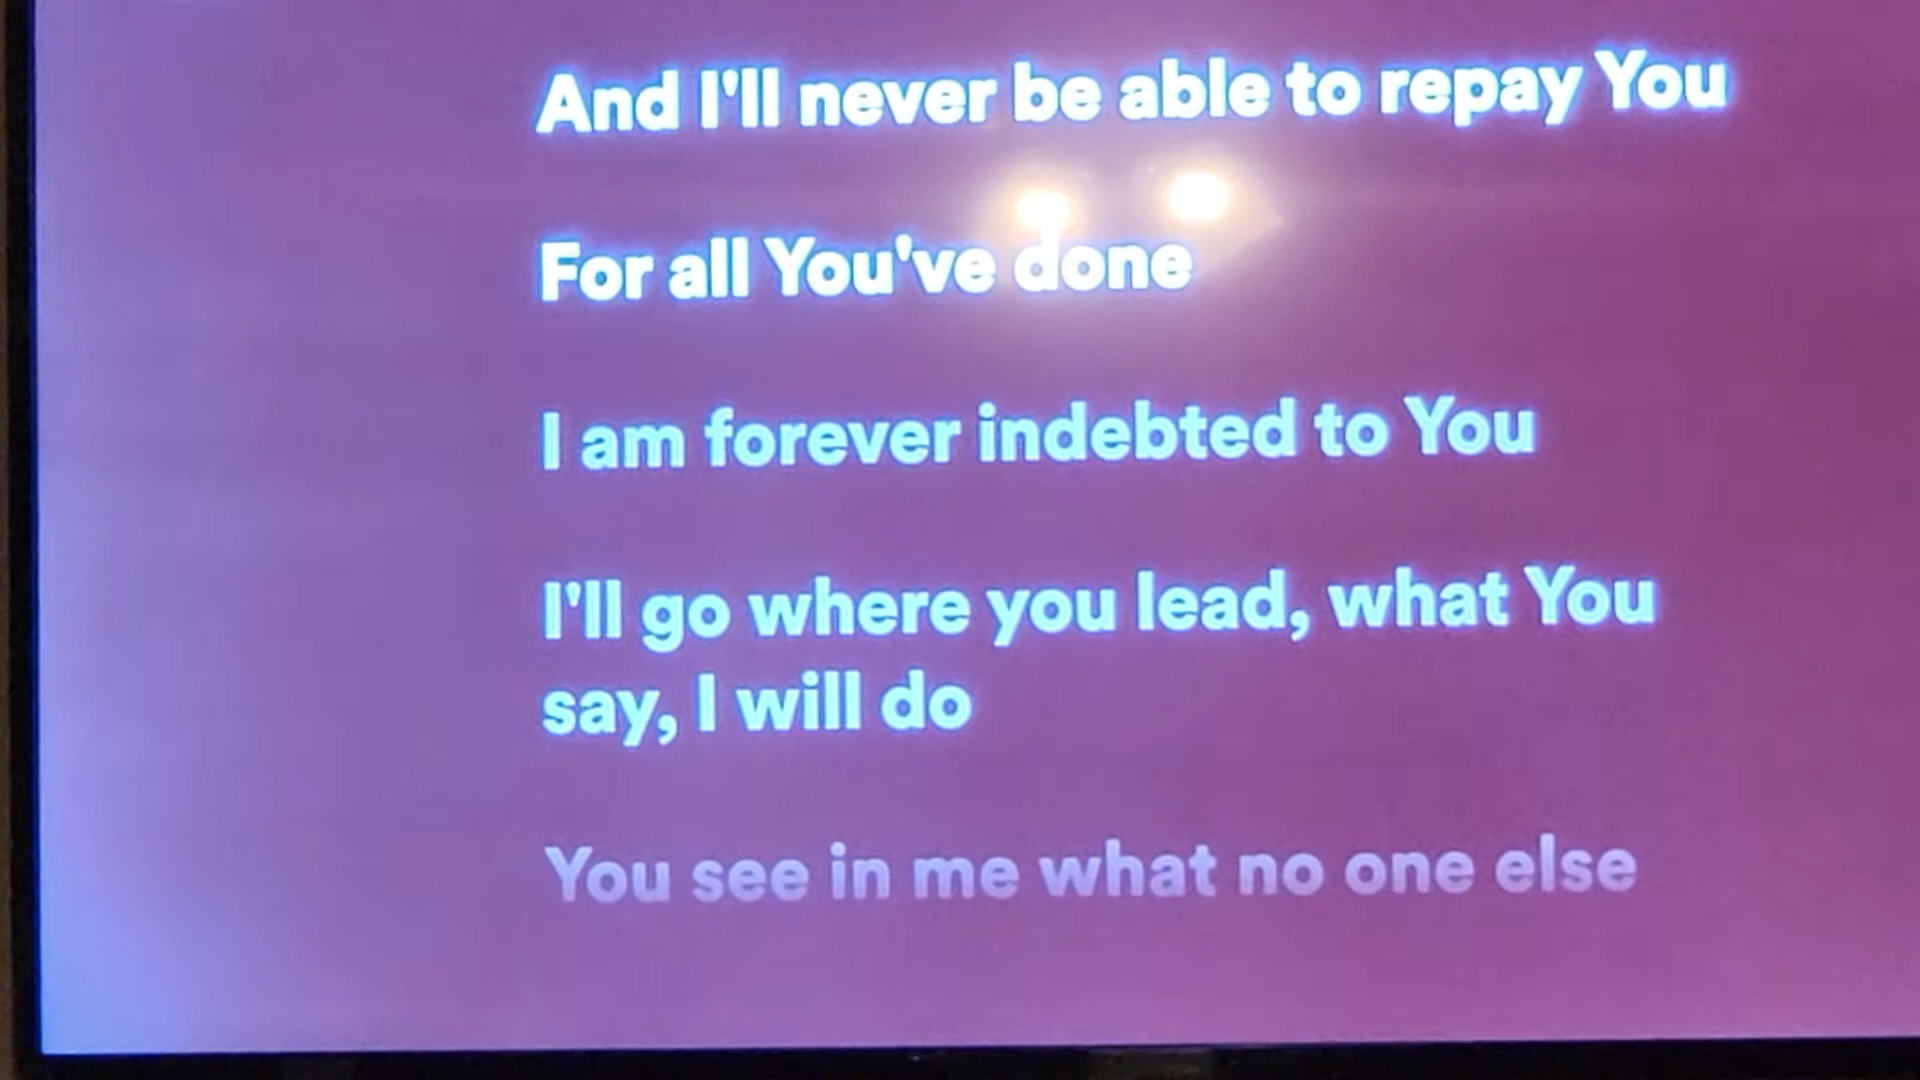 And I'll never be able to repay You
For all You've done
I am forever indebted to You
I'll go where you lead, what You
say, I will do
You see in me what no one else